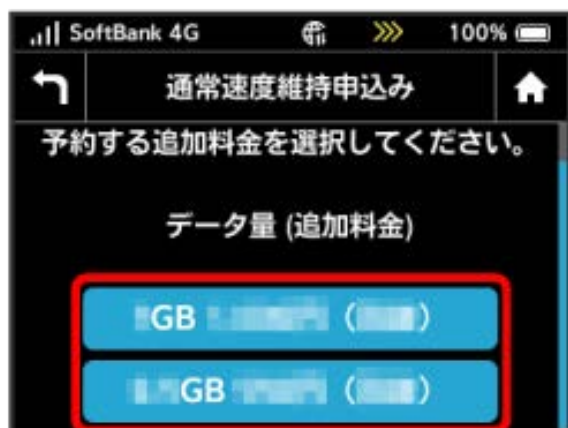 SoftBank 4G 100%
通常速度維持申込み
予約する追加料金を選択してください。
データ量 (追加料金)
GB ( )
GB ( )